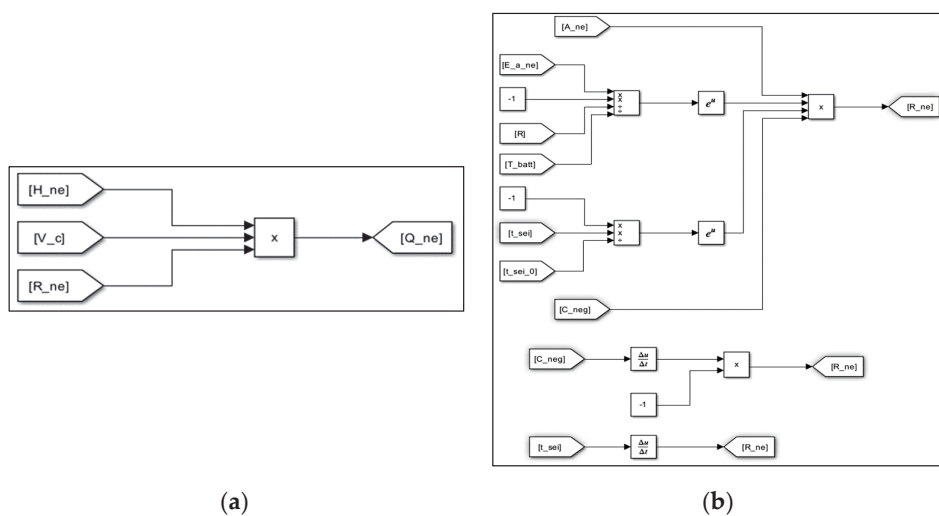 [H_ne]
[V_c]
[R_ne]
x
[Q_ne]
(a)
[A_ne]
[E_a_ne]
-1
[R]
[T_batt]
×
×
÷
÷
e^u
x
[R_ne]
-1
[t_sei]
[t_sei_0]
×
×
÷
e^u
[C_neg]
[C_neg]
Δu
Δt
x
[R_ne]
-1
[t_sei]
Δu
Δt
[R_ne]
(b)